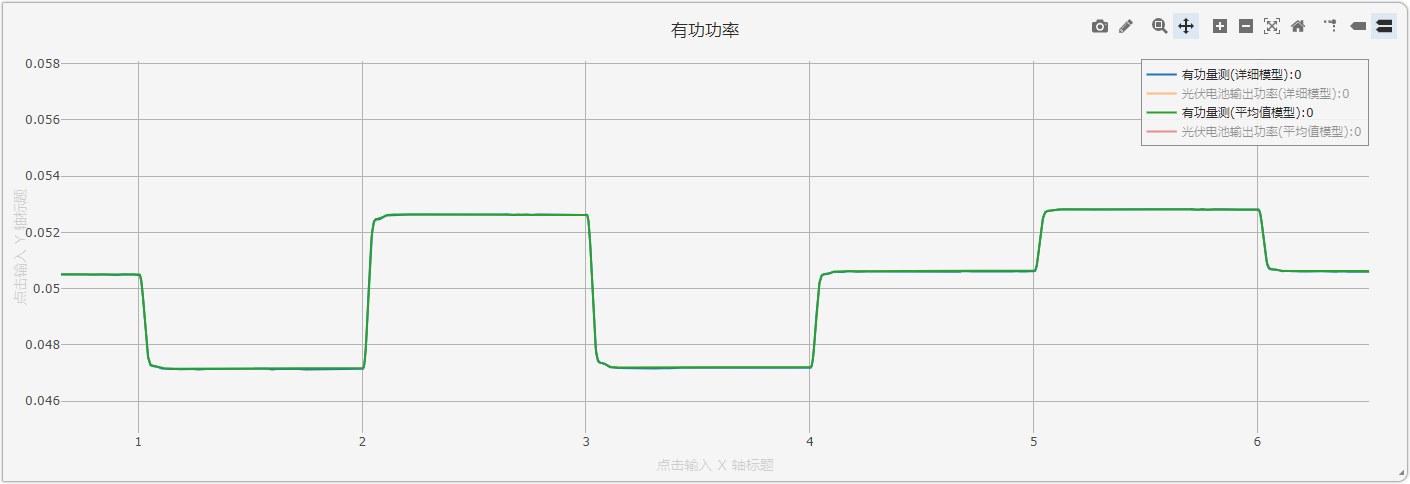 有功功率
有功量测(详细模型):0
光伏电池输出功率(详细模型):0
有功量测(平均值模型):0
光伏电池输出功率(平均值模型):0
0.058
0.056
0.054
0.052
0.05
0.048
0.046
点击输入 Y 轴标题
1 2 3 4 5 6
点击输入 X 轴标题